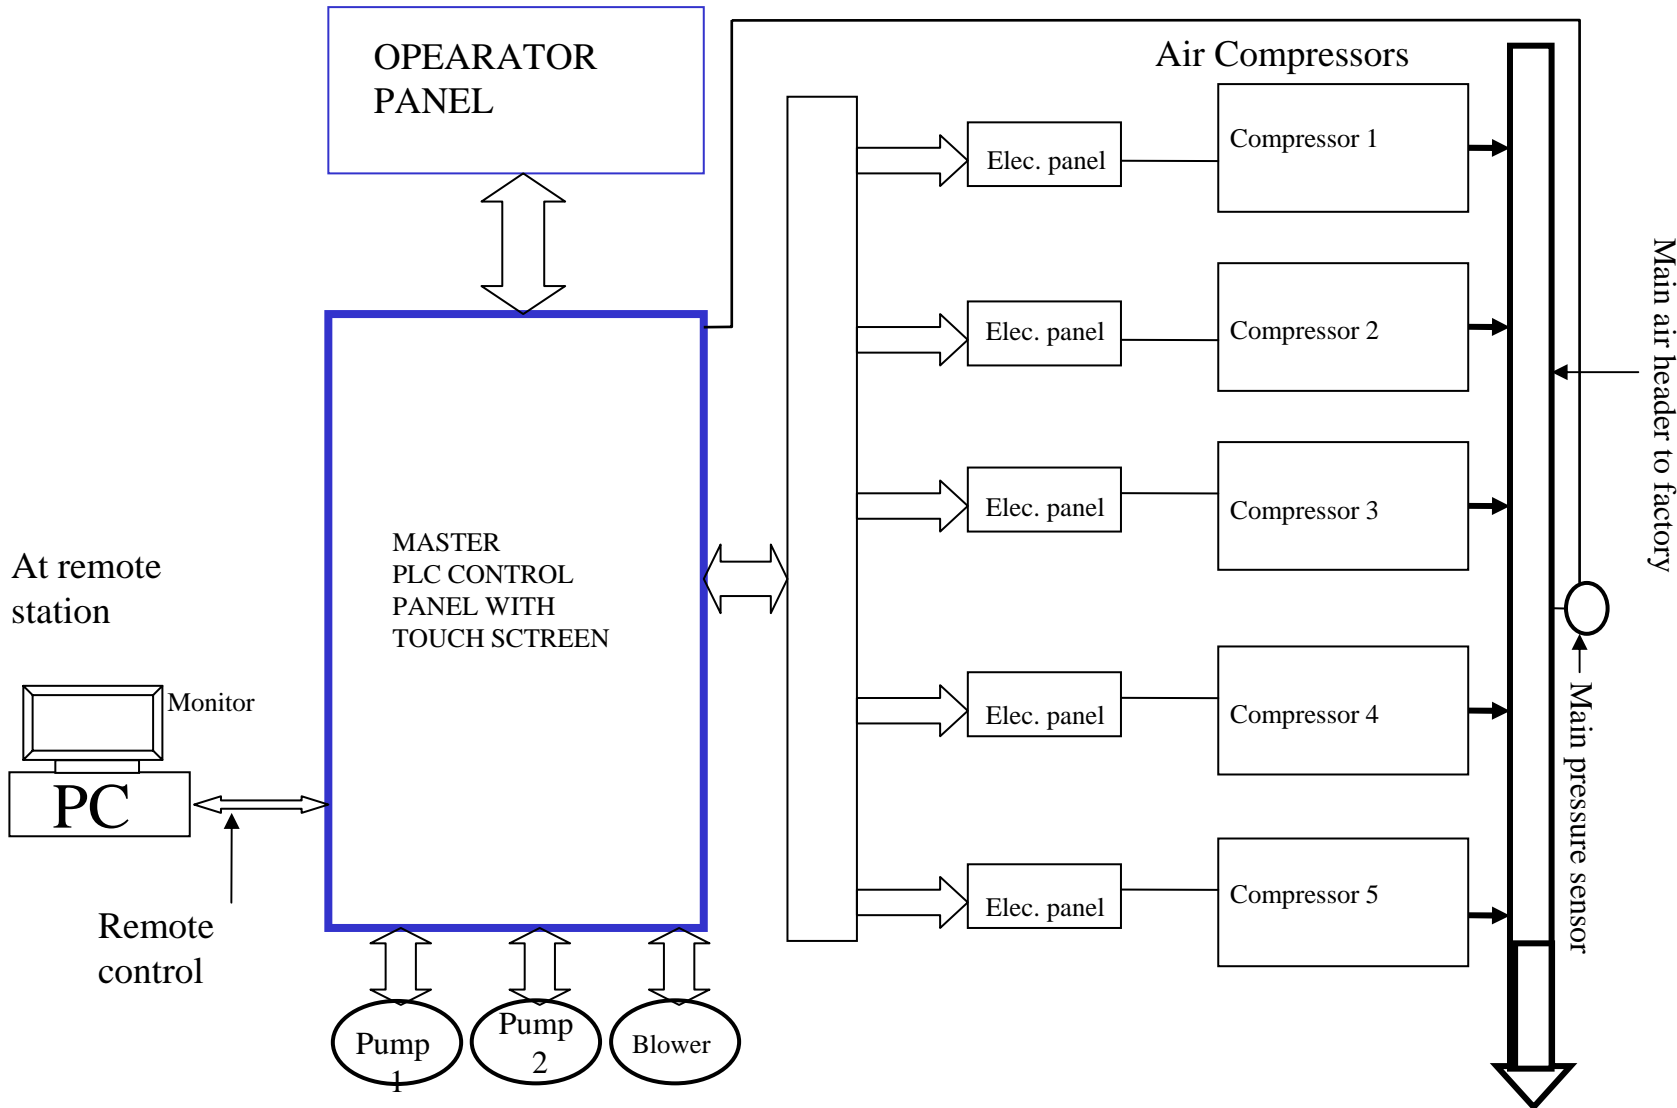 OPEARATOR
PANEL
Air Compressors
Elec. panel
Compressor 1
Elec. panel
Compressor 2
Elec. panel
Compressor 3
Elec. panel
Compressor 4
Elec. panel
Compressor 5
Main air header to factory
Main pressure sensor
MASTER
PLC CONTROL
PANEL WITH
TOUCH SCTREEN
At remote
station
Monitor
PC
Remote
control
Pump
1
Pump
2
Blower